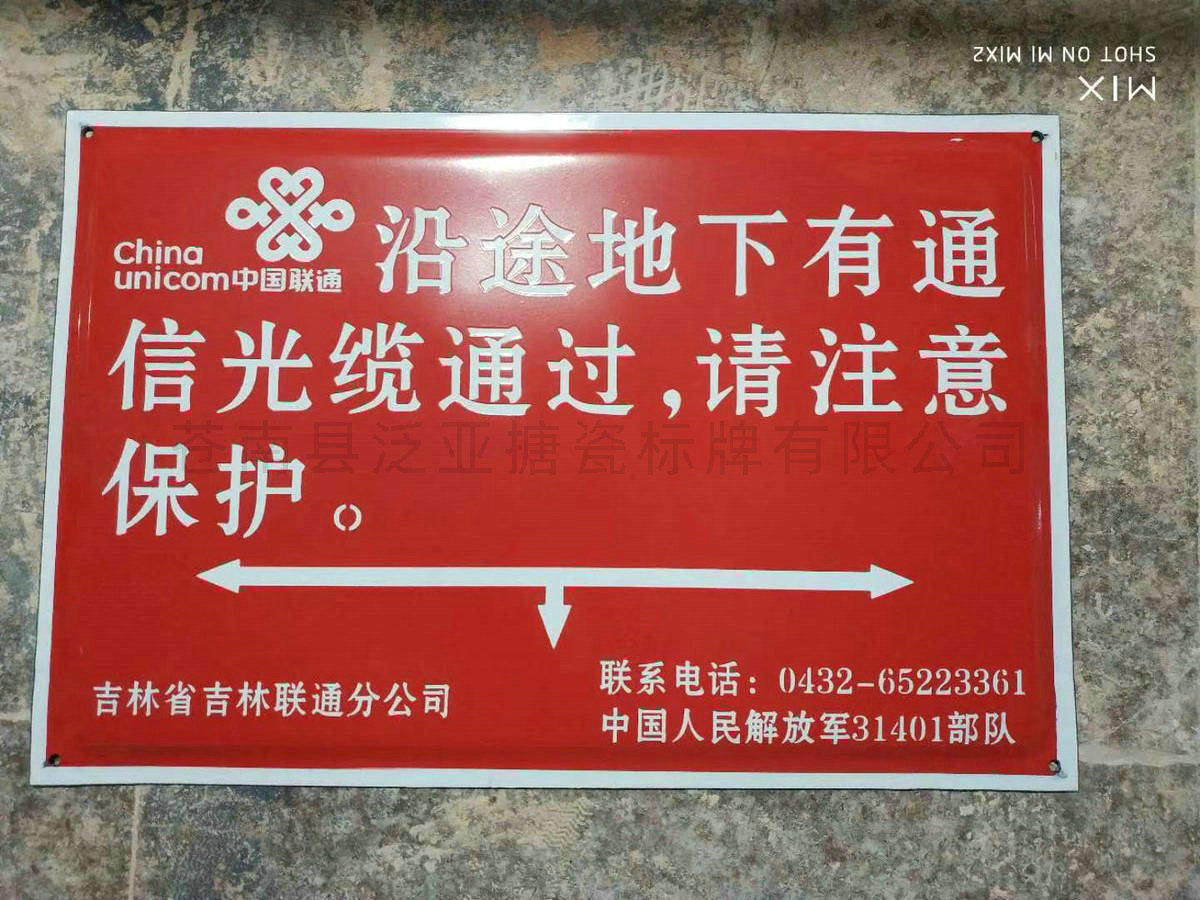 SHOT ON MI MIX2
MIX
China
unicom中国联通
沿途地下有通
信光缆通过,请注意
保护。
苍南县泛亚搪瓷标牌有限公司
吉林省吉林联通分公司
联系电话：0432-65223361
中国人民解放军31401部队